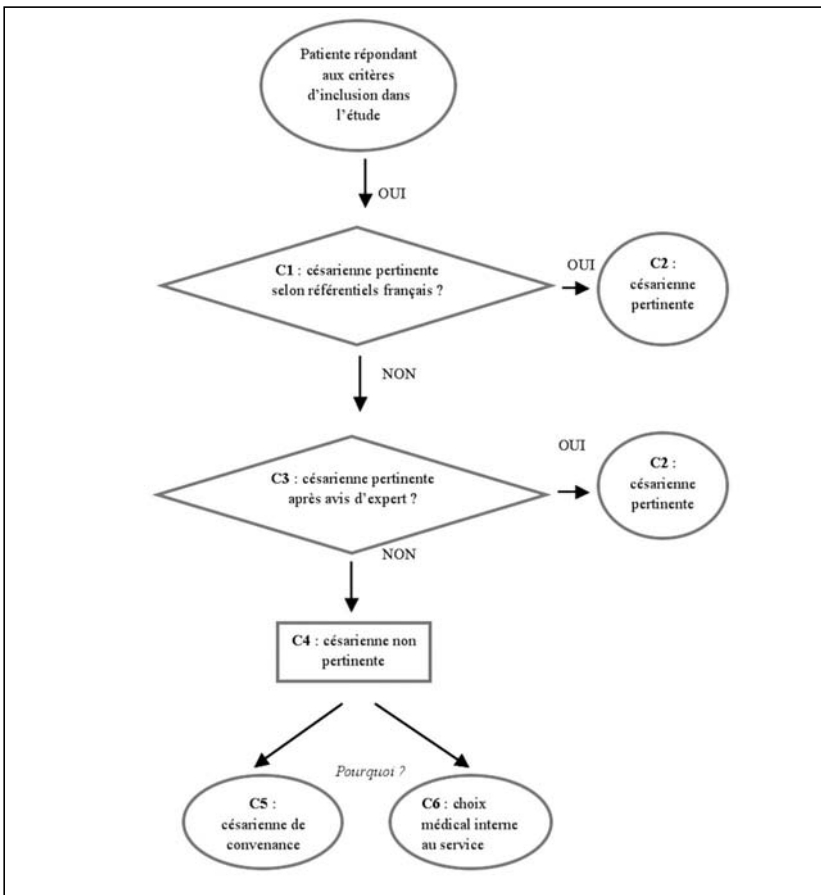 Patiente répondant
aux critères
d'inclusion dans
l'étude
OUI
C1 : césarienne pertinente
selon référentiels français ?
OUI
C2 :
césarienne
pertinente
NON
C3 : césarienne pertinente
après avis d'expert ?
OUI
C2 :
césarienne
pertinente
NON
C4 : césarienne non
pertinente
Pourquoi ?
C5 :
césarienne de
convenance
C6 : choix
médical interne
au service